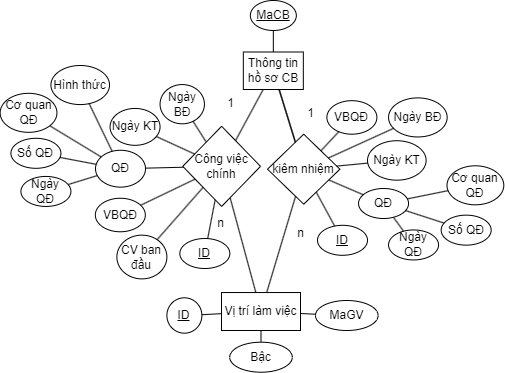 MaCB
Thông tin
hồ sơ CB
Hình thức
Cơ quan
QĐ
Số QĐ
Ngày
QĐ
QĐ
Ngày KT
Ngày
BĐ
1
1
VBQĐ
Ngày BĐ
Ngày KT
Công việc
chính
kiêm nhiệm
VBQĐ
CV ban
đầu
ID
n
n
ID
QĐ
Cơ quan
QĐ
Số QĐ
Ngày
QĐ
ID
Vị trí làm việc
MaGV
Bậc